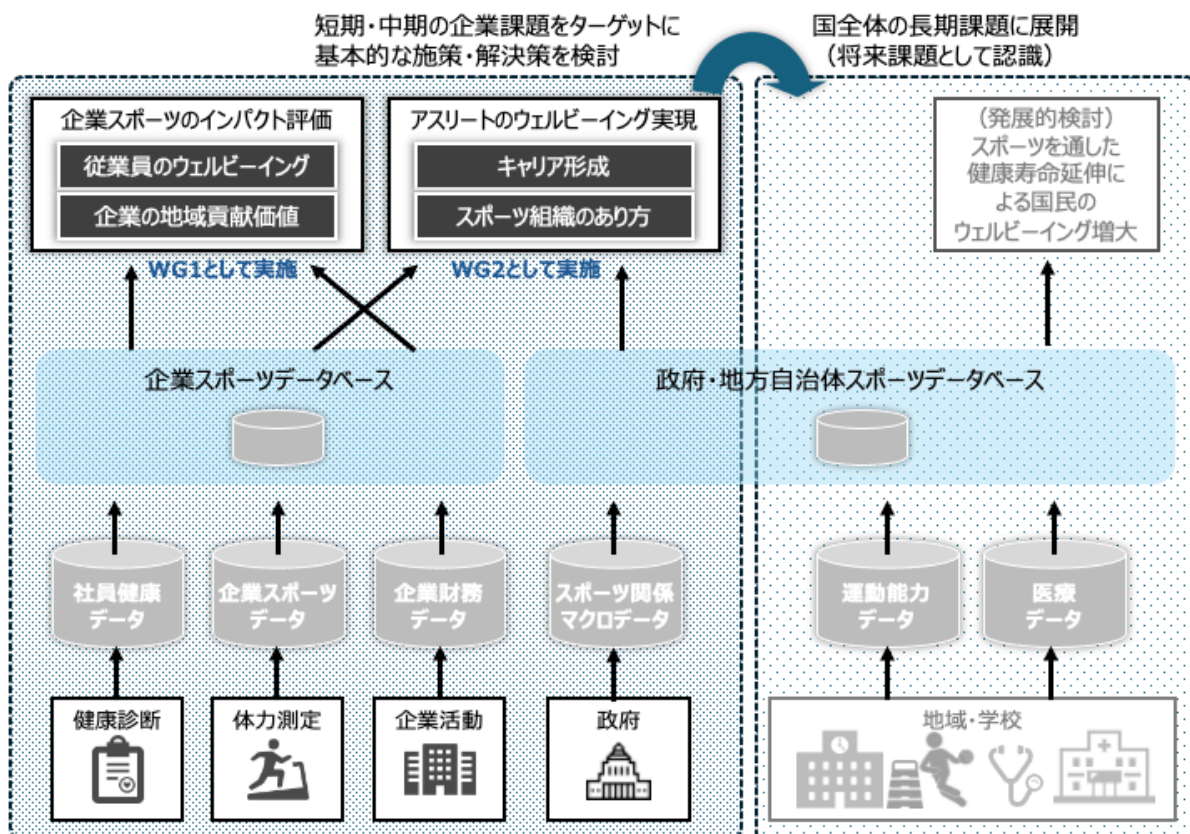 短期・中期の企業課題をターゲットに
基本的な施策・解決策を検討
国全体の長期課題に展開
（将来課題として認識）
企業スポーツのインパクト評価
従業員のウェルビーイング
企業の地域貢献価値
WG1として実施
アスリートのウェルビーイング実現
キャリア形成
スポーツ組織のあり方
WG2として実施
（発展的検討）
スポーツを通した
健康寿命延伸に
よる国民の
ウェルビーイング増大
企業スポーツデータベース
政府・地方自治体スポーツデータベース
社員健康
データ
企業スポーツ
データ
企業財務
データ
スポーツ関係
マクロデータ
運動能力
データ
医療
データ
健康診断
体力測定
企業活動
政府
地域・学校